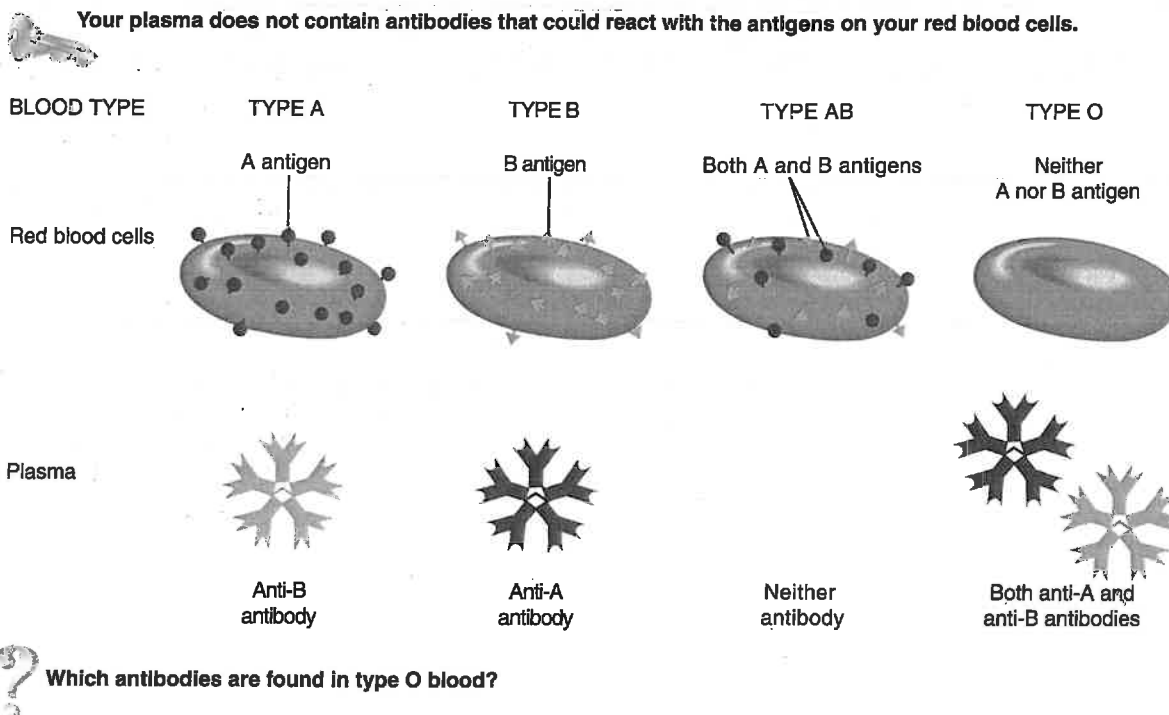 Your plasma does not contain antibodies that could react with the antigens on your red blood cells.
BLOOD TYPE
TYPE A
TYPE B
TYPE AB
TYPE O
A antigen
B antigen
Both A and B antigens
Neither
A nor B antigen
Red blood cells
Plasma
Anti-B
antibody
Anti-A
antibody
Neither
antibody
Both anti-A and
anti-B antibodies
Which antibodies are found in type O blood?